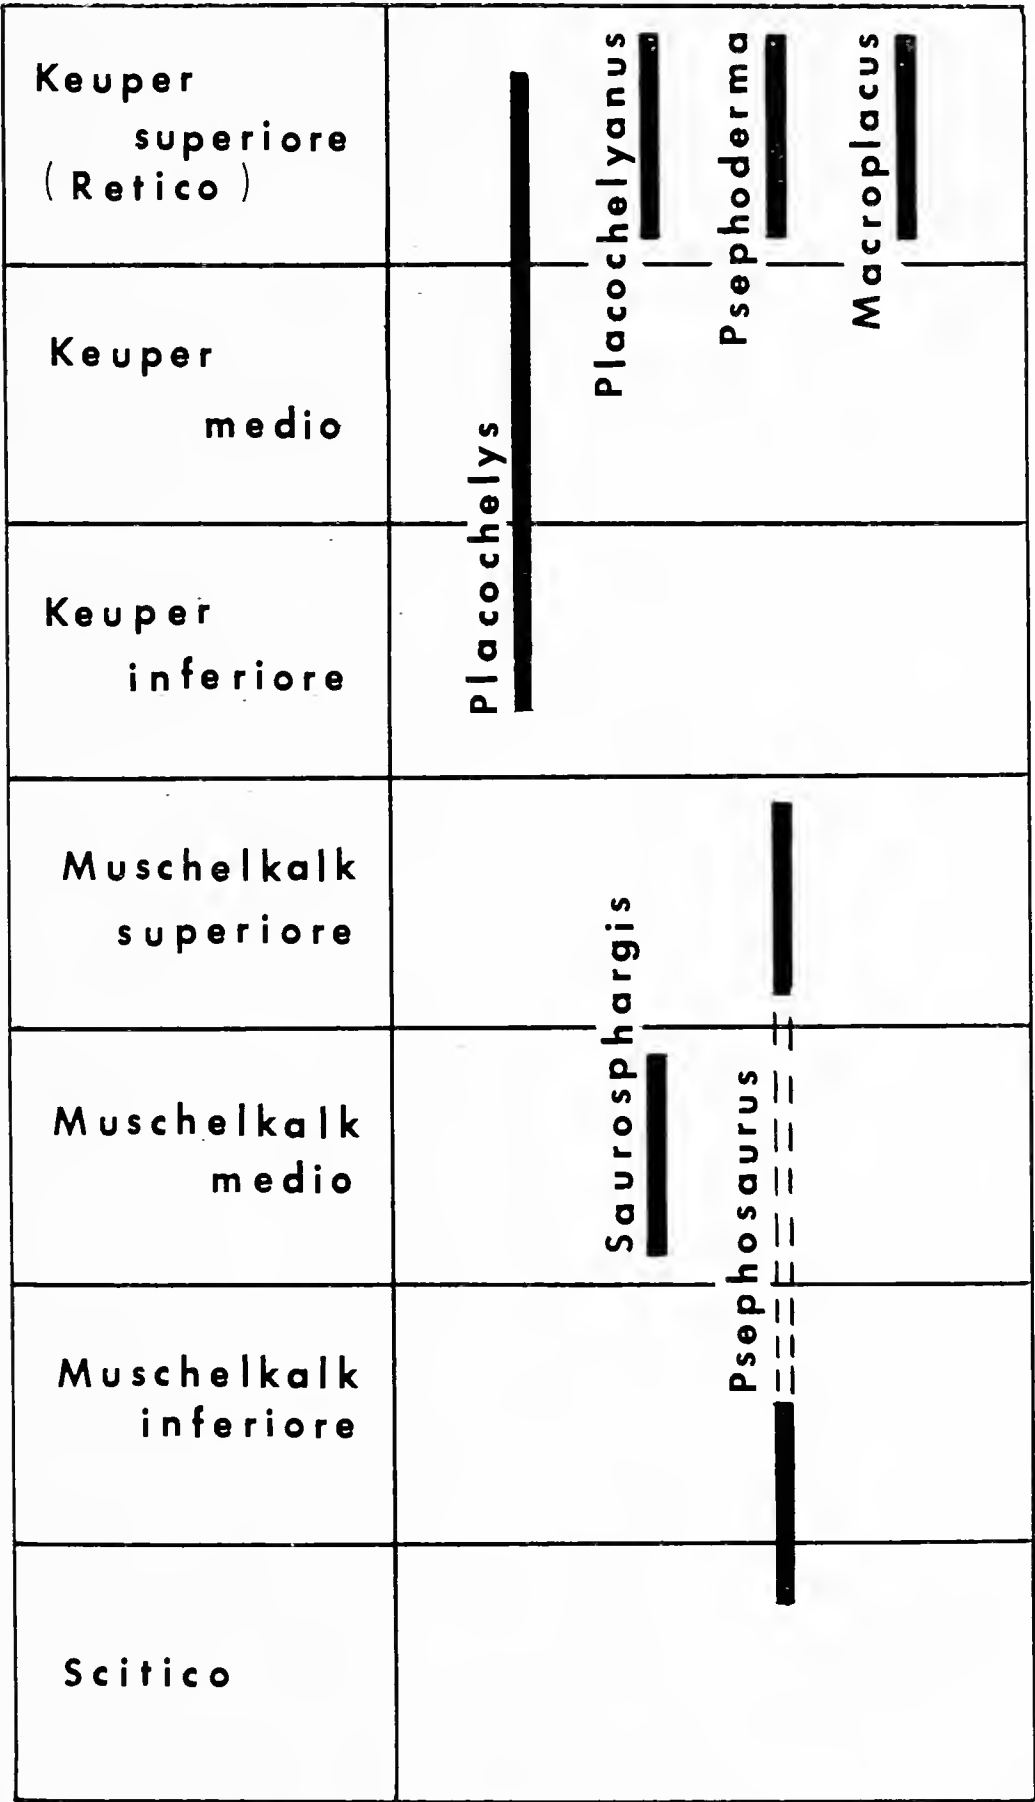 Keuper
superiore
(Retico)
Placochelyanus
Psephoderma
Macroplacus
Keuper
medio
Placochelys
Keuper
inferiore
Muschelkalk
superiore
Saurosphargis
Muschelkalk
medio
Psephosaurus
Muschelkalk
inferiore
Scitico